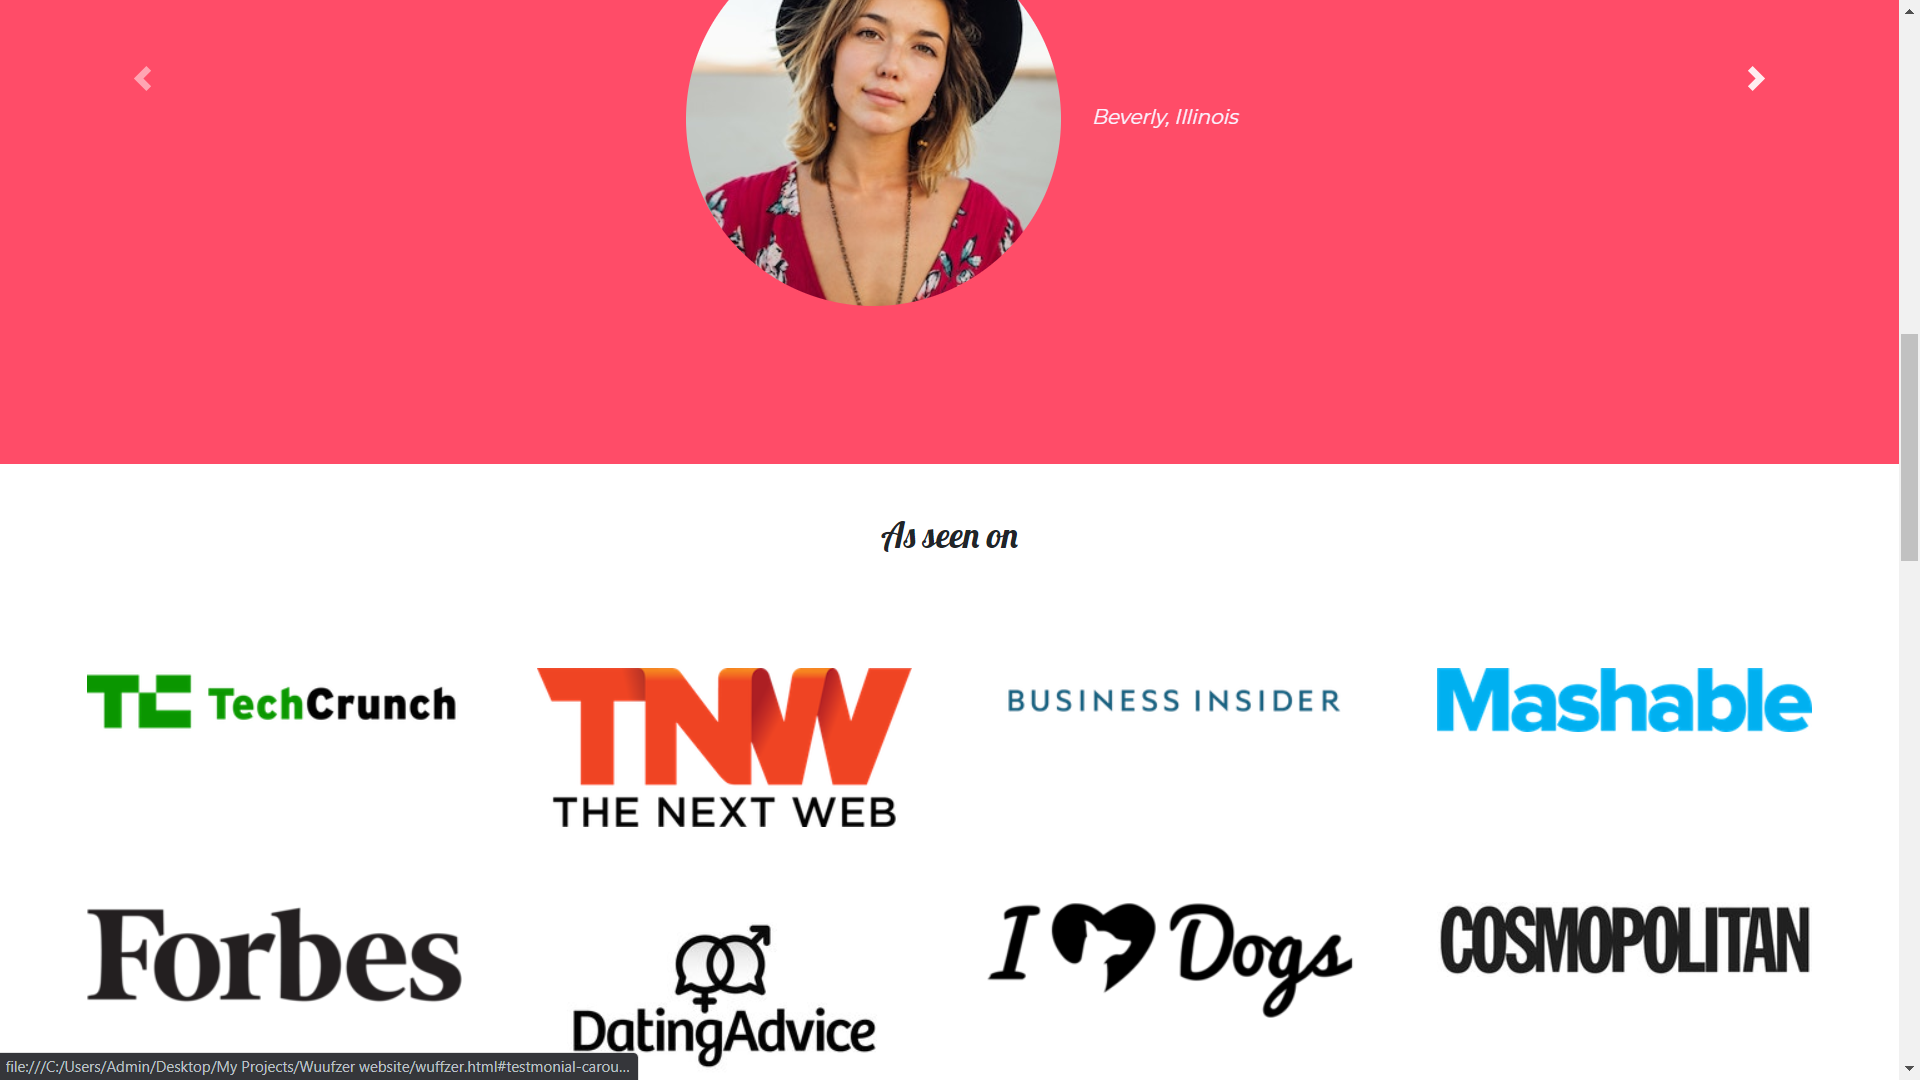 Beverly, Illinois
As seen on
TC TechCrunch
TNW
THE NEXT WEB
BUSINESS INSIDER
Mashable
Forbes
DatingAdvice
I Dogs
COSMOPOLITAN
file:///C:/Users/Admin/Desktop/My Projects/Wuufzer website/wuffzer.html#testmonial-carou...